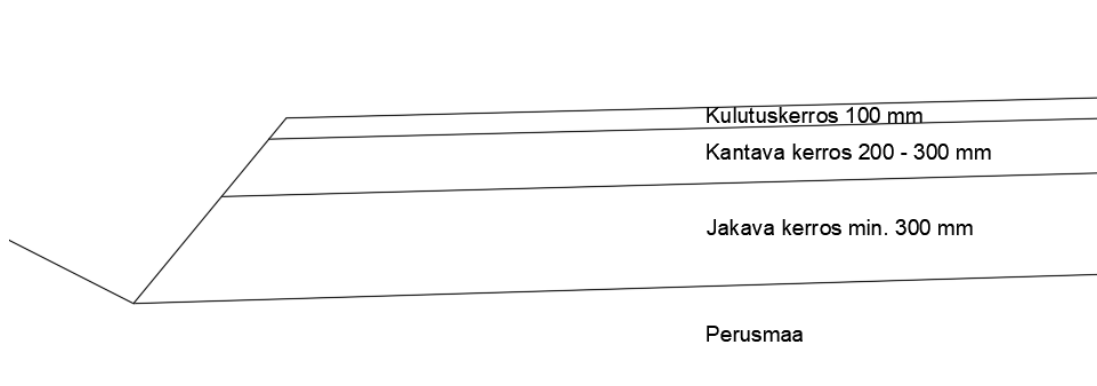 Kulutuskerros 100 mm
Kantava kerros 200 - 300 mm
Jakava kerros min. 300 mm
Perusmaa